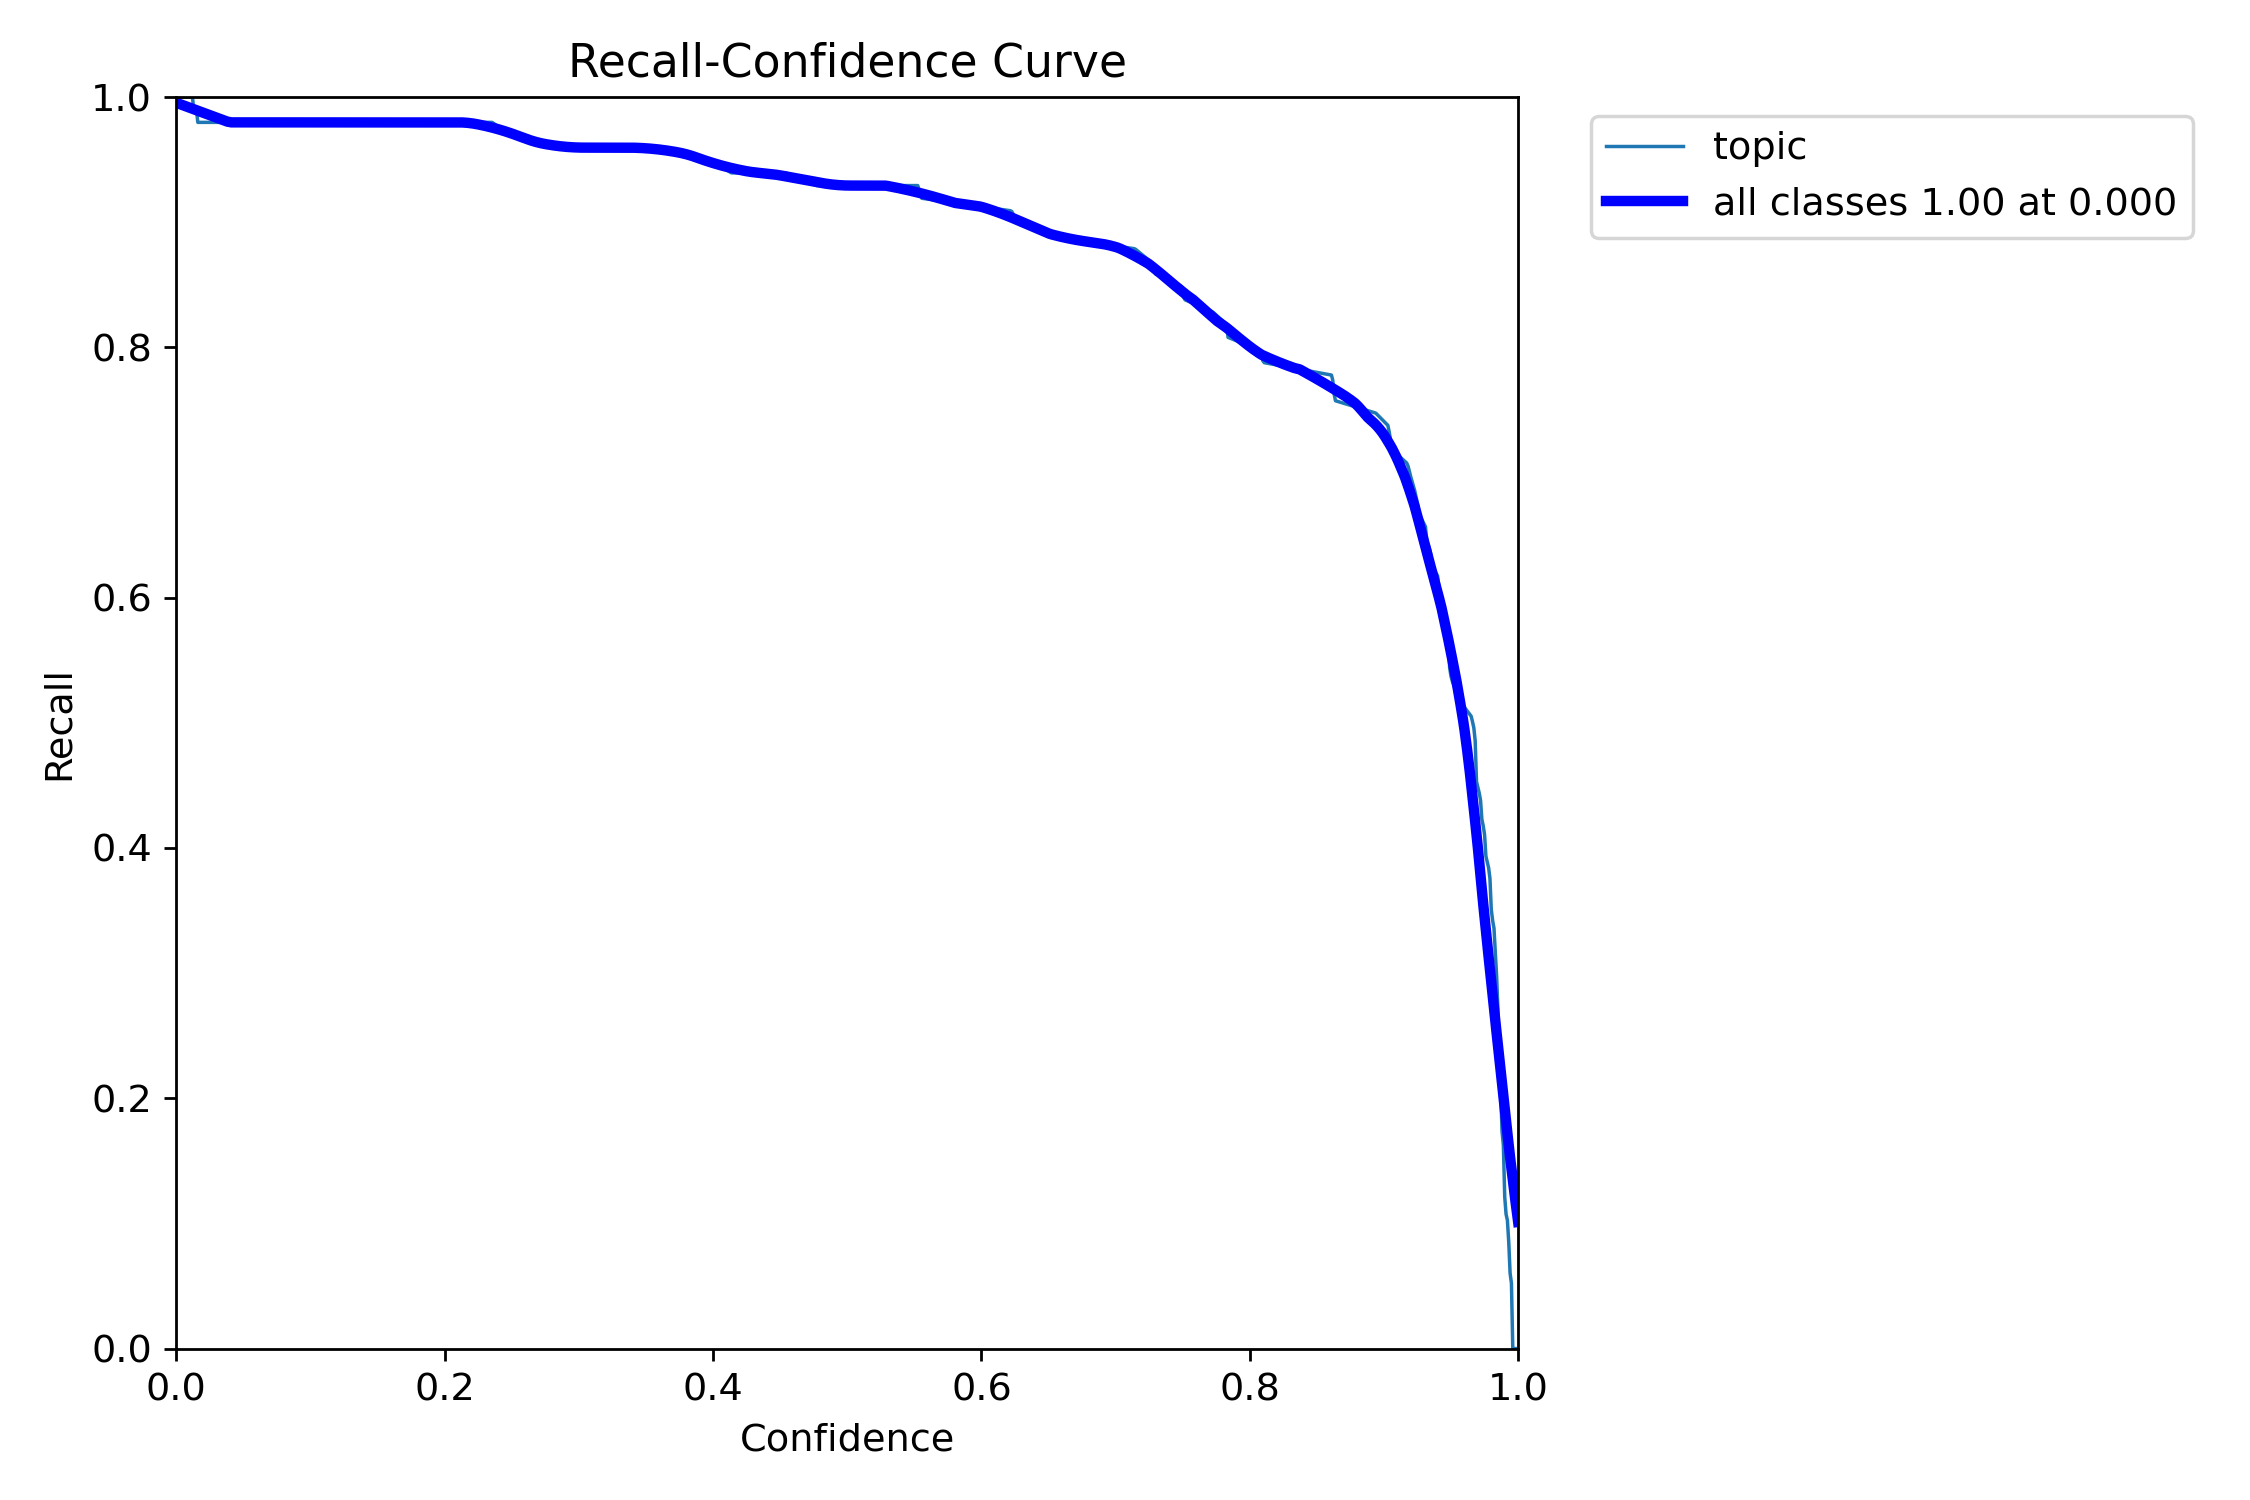 Recall-Confidence Curve
1.0
0.8
0.6
0.4
0.2
0.0
Recall
0.0 0.2 0.4 0.6 0.8 1.0
Confidence
topic
all classes 1.00 at 0.000